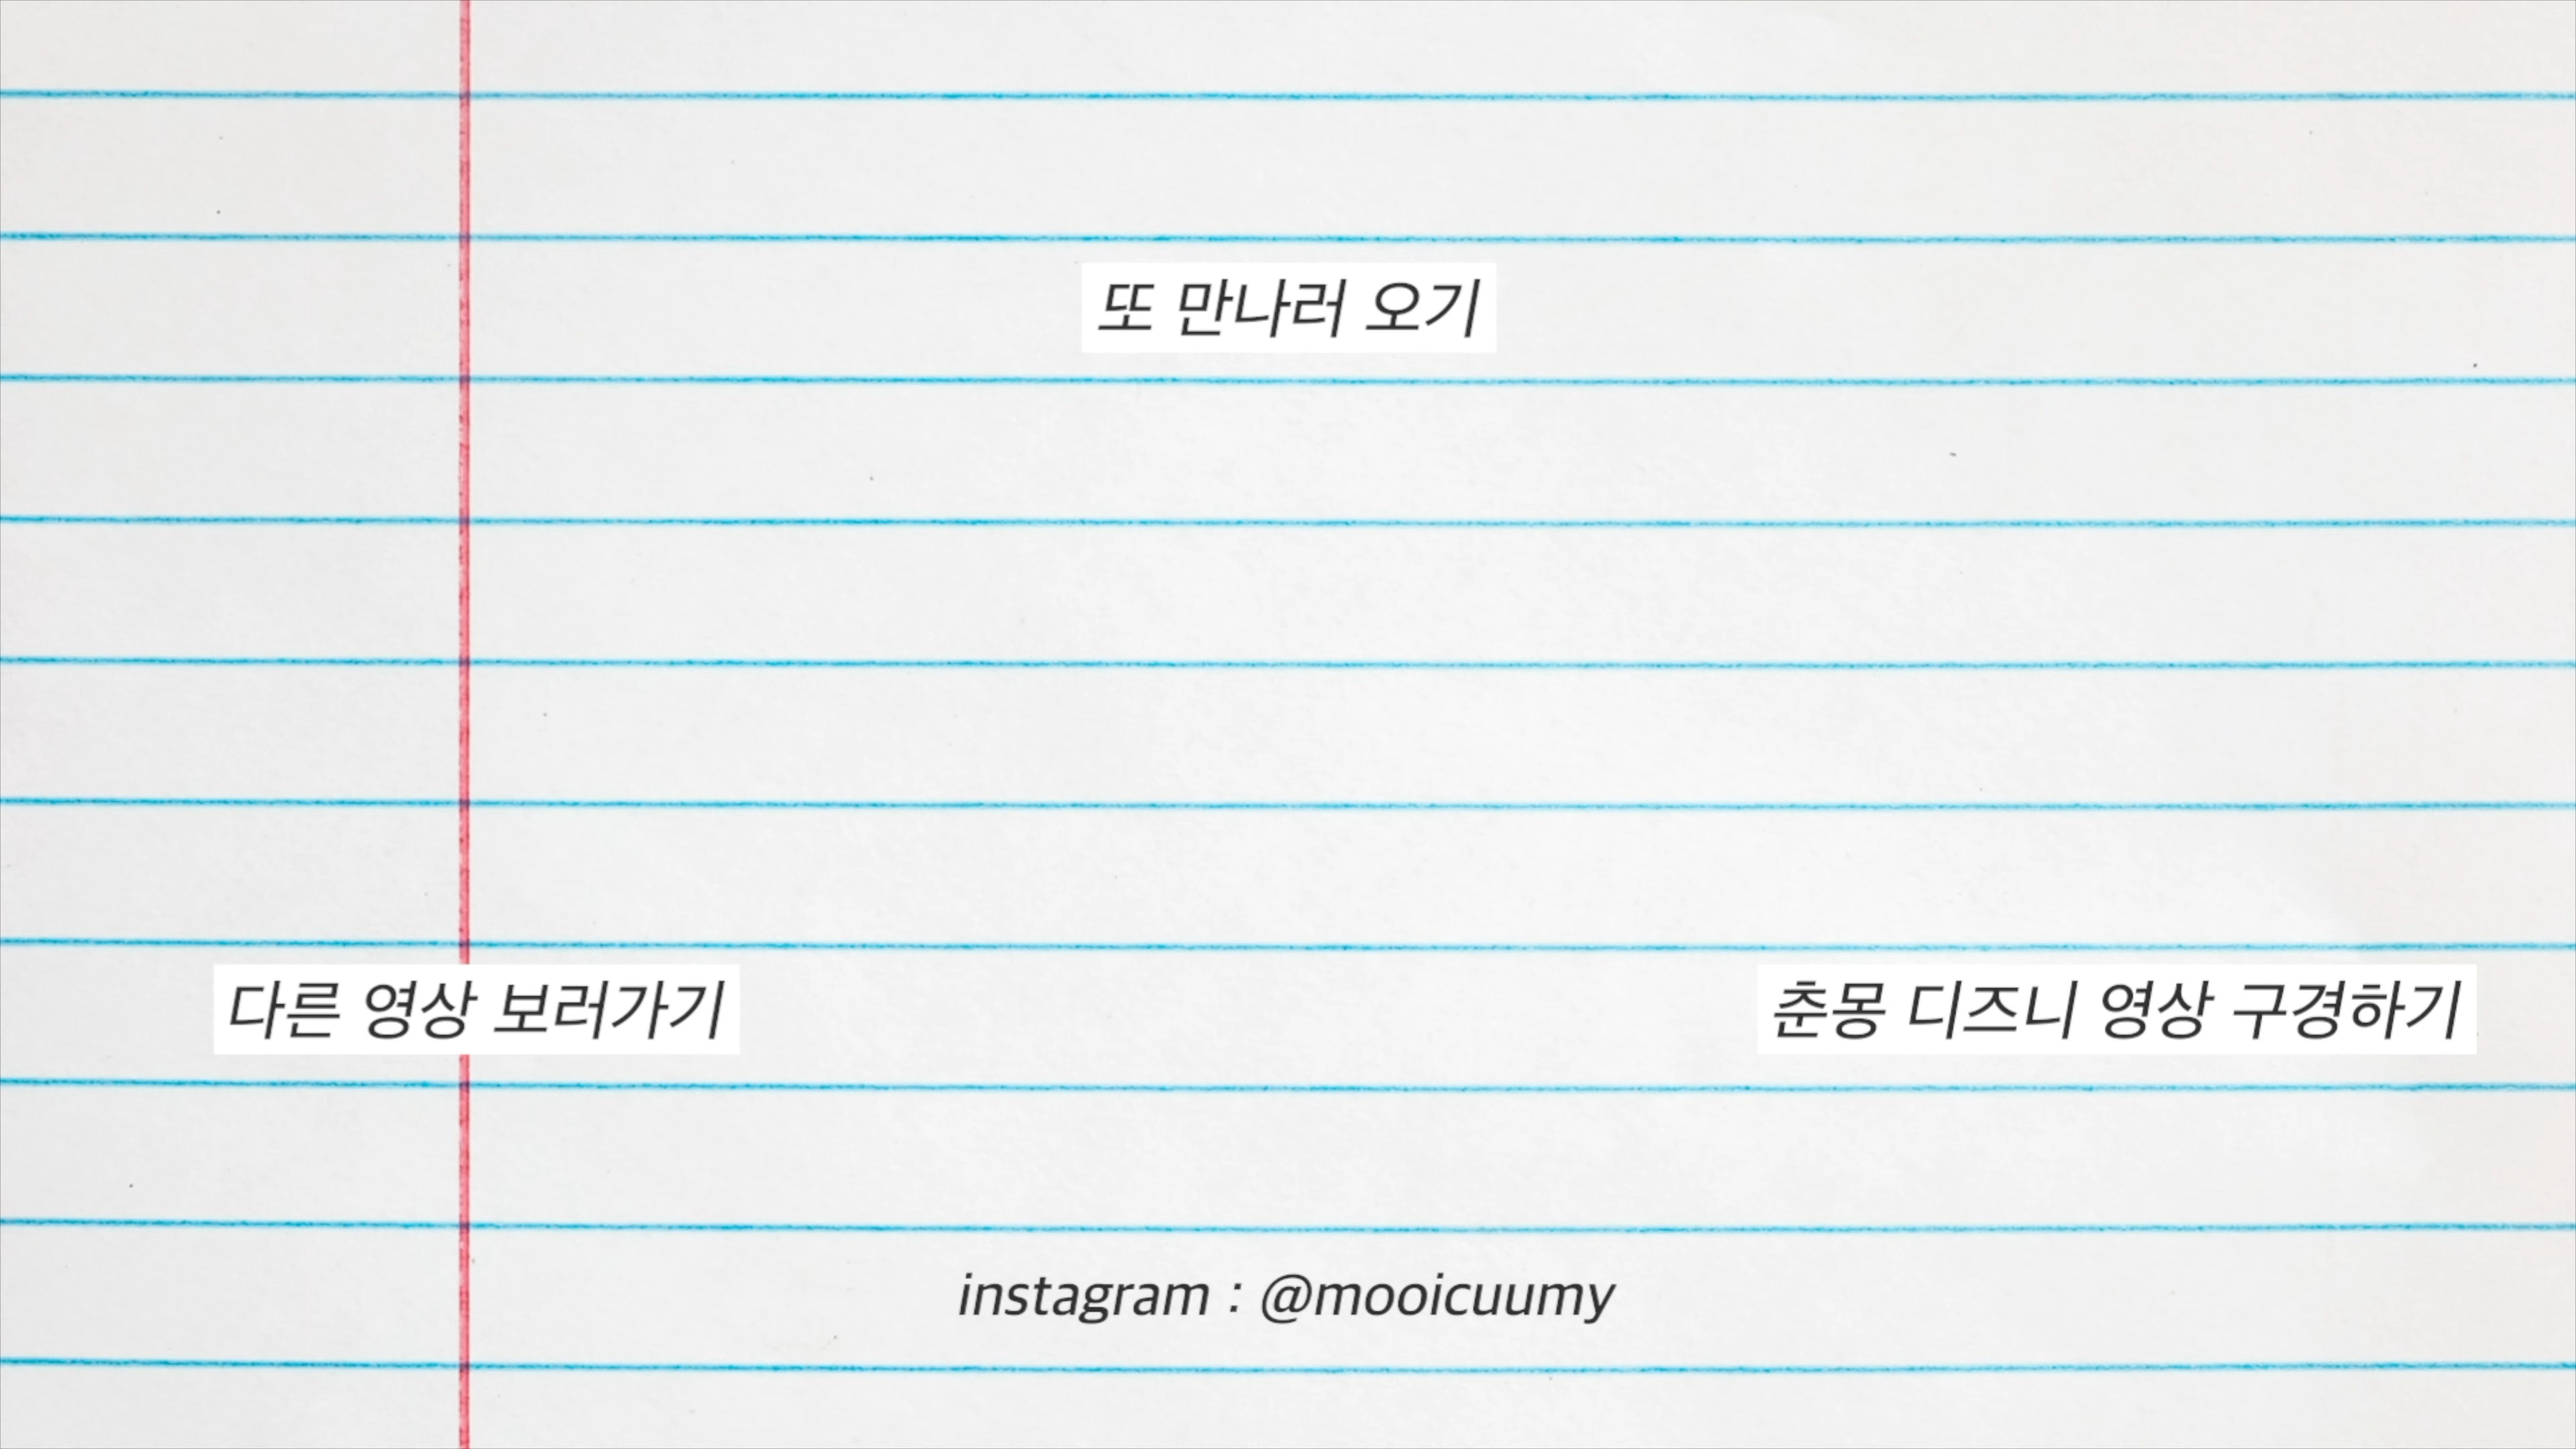 또 만나러 오기
다른 영상 보러가기
춘몽 디즈니 영상 구경하기
instagram : @mooicuumy